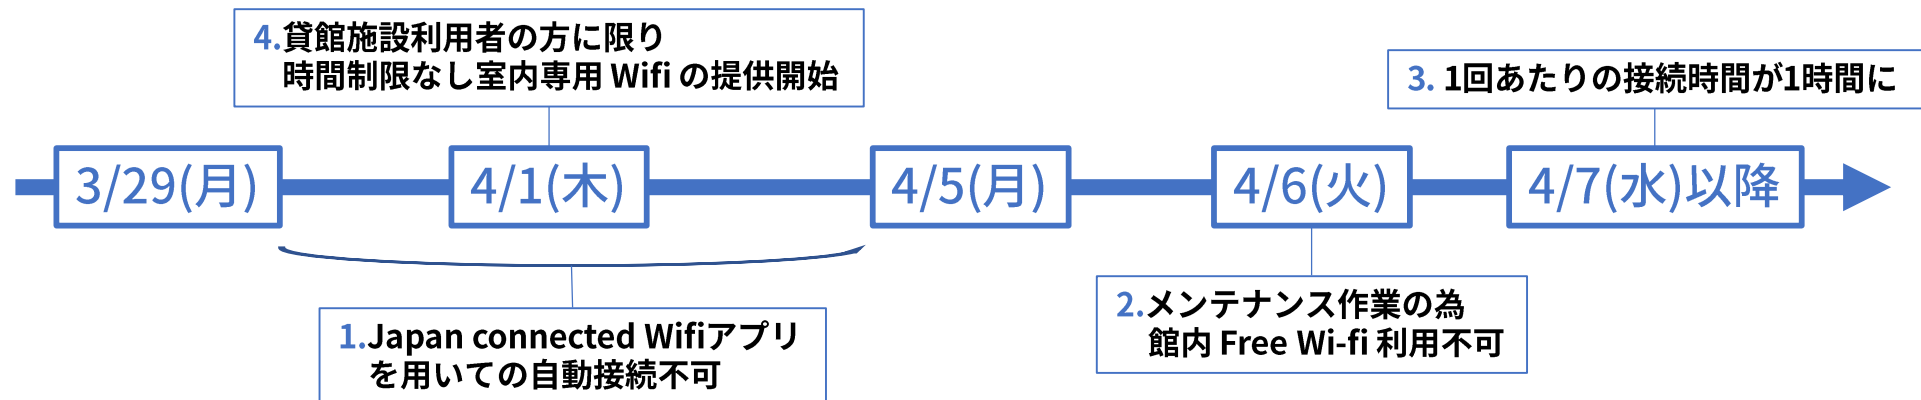 4.貸館施設利用者の方に限り
時間制限なし室内専用 Wifi の提供開始
3. 1回あたりの接続時間が1時間に
3/29(月)
4/1(木)
4/5(月)
4/6(火)
4/7(水)以降
1.Japan connected Wifiアプリ
を用いての自動接続不可
2.メンテナンス作業の為
館内 Free Wi-fi 利用不可